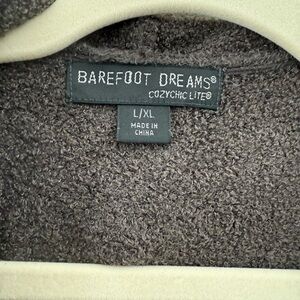 BAREFOOT DREAMS®
COZYCHIC LITE®
L/XL
MADE IN
CHINA